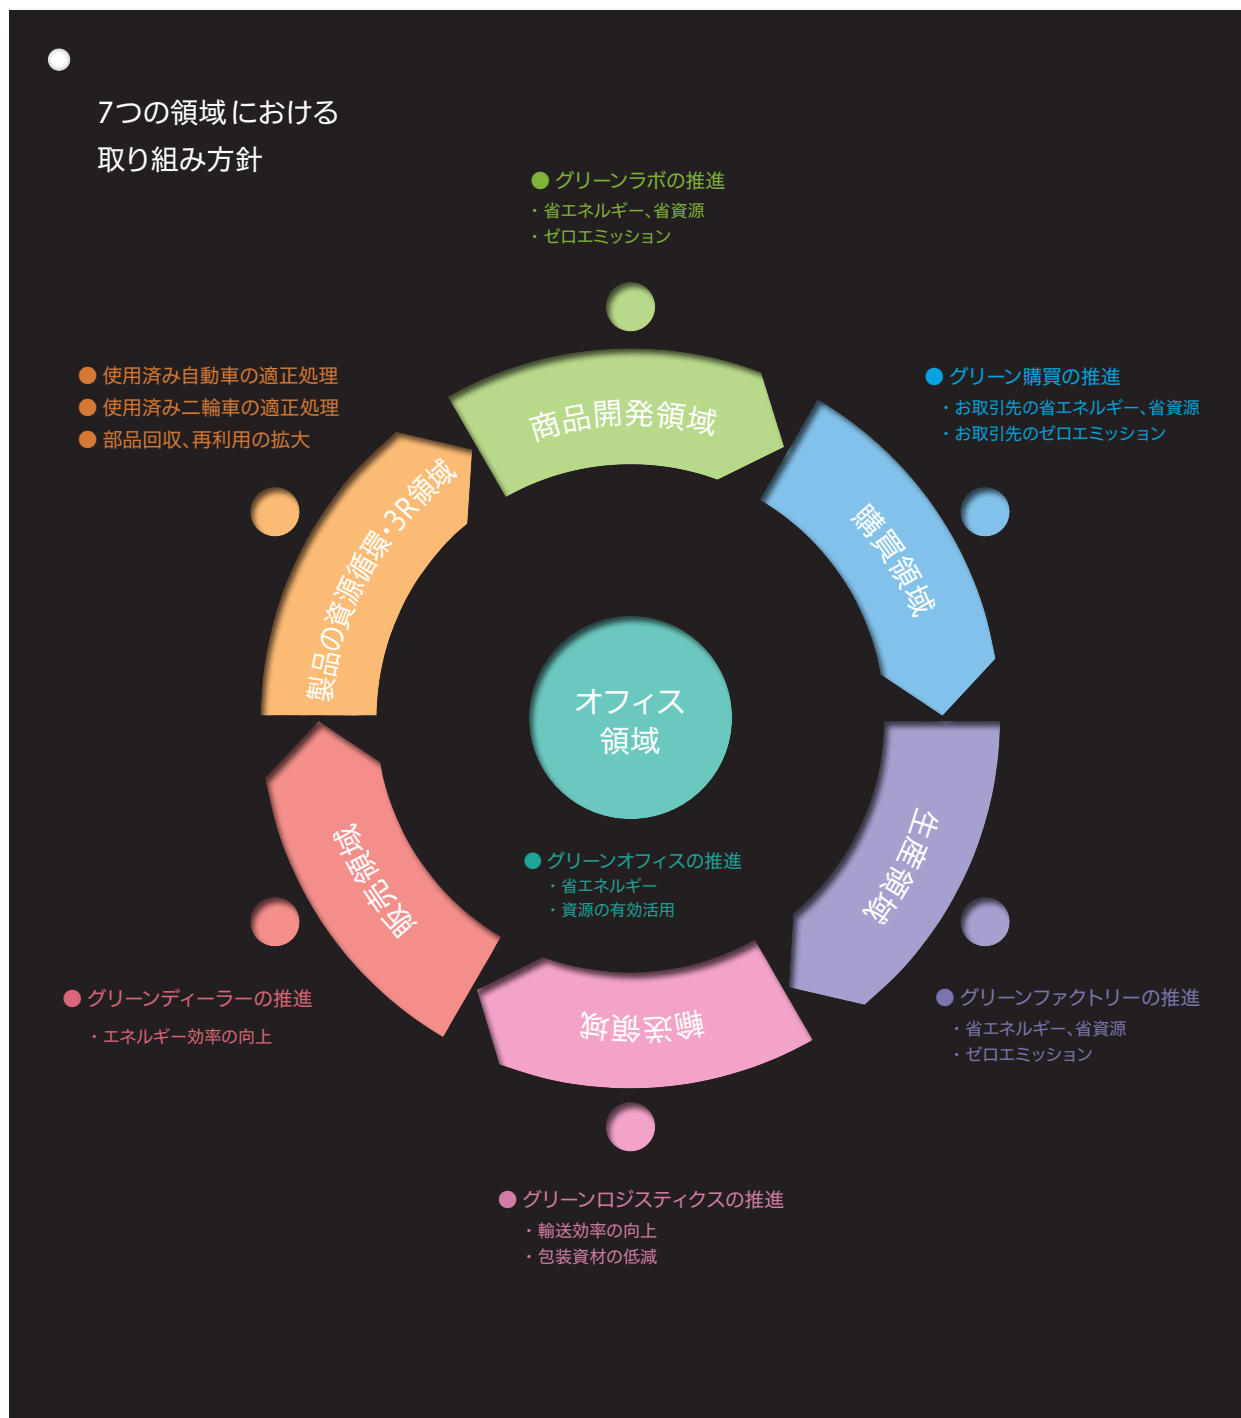 7つの領域における
取り組み方針
● グリーンラボの推進
・省エネルギー、省資源
・ゼロエミッション
● 使用済み自動車の適正処理
● 使用済み二輪車の適正処理
● 部品回収、再利用の拡大
● グリーン購買の推進
・お取引先の省エネルギー、省資源
・お取引先のゼロエミッション
商品開発領域
購買領域
製品の資源循環・3R領域
オフィス
領域
● グリーンオフィスの推進
・省エネルギー
・資源の有効活用
生産領域
販売領域
輸送領域
● グリーンディーラーの推進
・エネルギー効率の向上
● グリーンファクトリーの推進
・省エネルギー、省資源
・ゼロエミッション
● グリーンロジスティクスの推進
・輸送効率の向上
・包装資材の低減